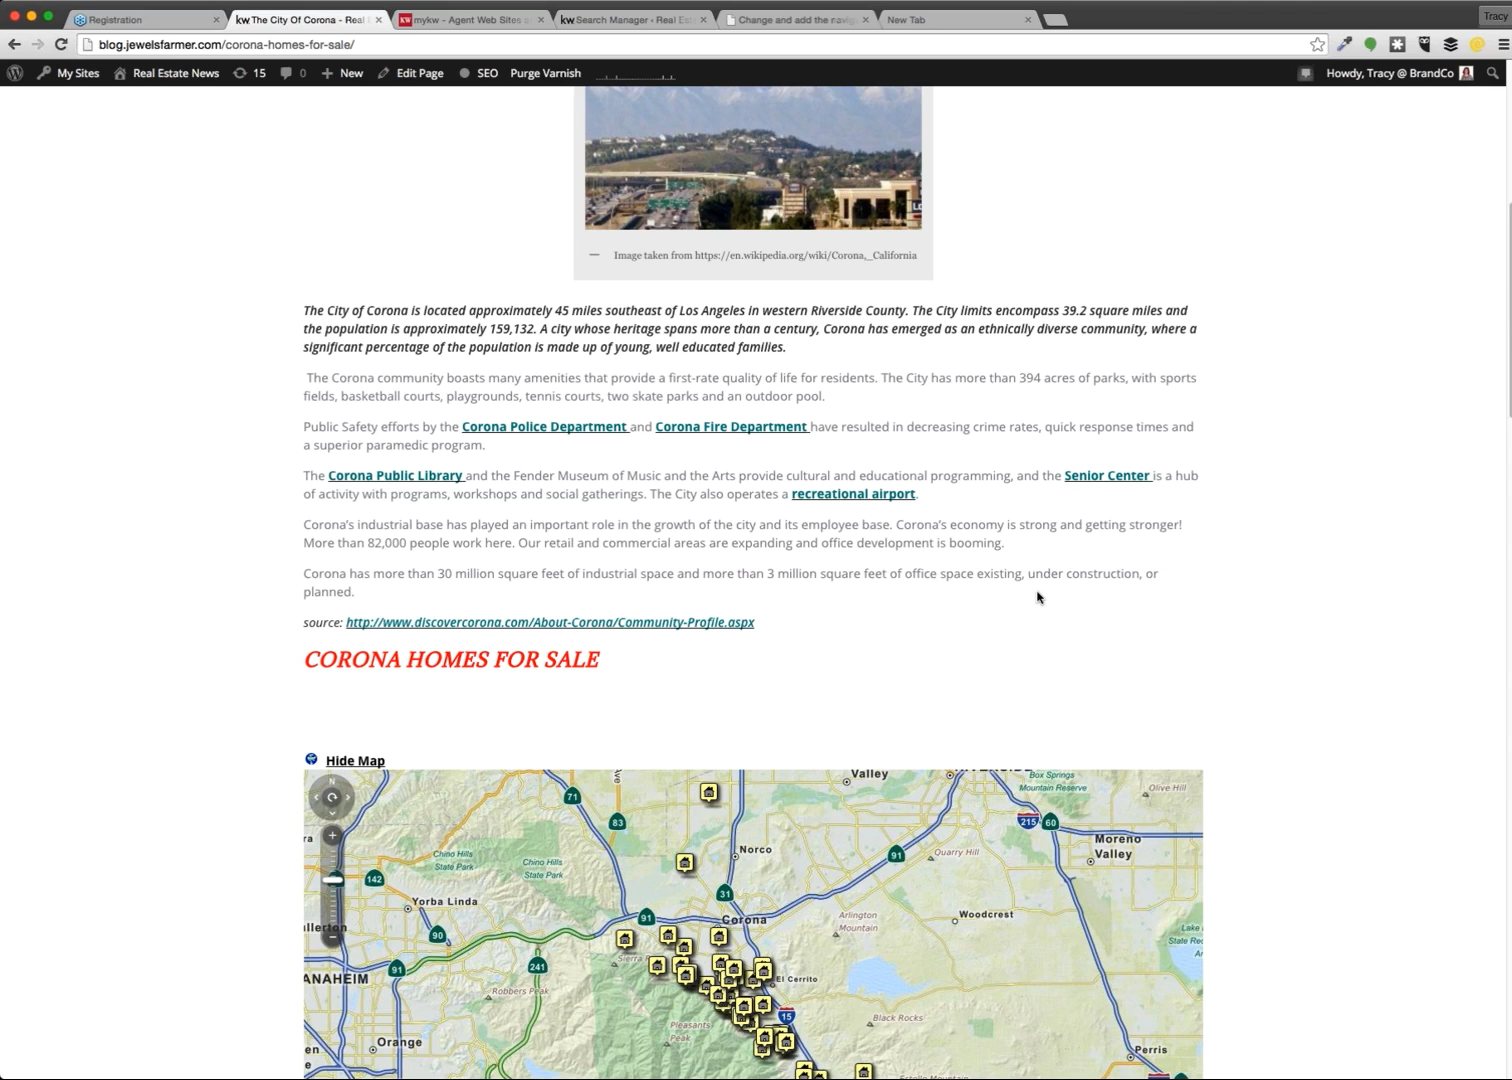 Registration
kw The City Of Corona - Real
mykw - Agent Web Sites
kw Search Manager › Real Est
Change and add the navig
New Tab
Tracy
blog.jewelsfarmer.com/corona-homes-for-sale/
My Sites Real Estate News 15 0 New Edit Page SEO Purge Varnish Howdy, Tracy @ BrandCo
— Image taken from https://en.wikipedia.org/wiki/Corona,_California
The City of Corona is located approximately 45 miles southeast of Los Angeles in western Riverside County. The City limits encompass 39.2 square miles and
the population is approximately 159,132. A city whose heritage spans more than a century, Corona has emerged as an ethnically diverse community, where a
significant percentage of the population is made up of young, well educated families.
The Corona community boasts many amenities that provide a first-rate quality of life for residents. The City has more than 394 acres of parks, with sports
fields, basketball courts, playgrounds, tennis courts, two skate parks and an outdoor pool.
Public Safety efforts by the Corona Police Department and Corona Fire Department have resulted in decreasing crime rates, quick response times and
a superior paramedic program.
The Corona Public Library and the Fender Museum of Music and the Arts provide cultural and educational programming, and the Senior Center is a hub
of activity with programs, workshops and social gatherings. The City also operates a recreational airport.
Corona's industrial base has played an important role in the growth of the city and its employee base. Corona's economy is strong and getting stronger!
More than 82,000 people work here. Our retail and commercial areas are expanding and office development is booming.
Corona has more than 30 million square feet of industrial space and more than 3 million square feet of office space existing, under construction, or
planned.
source: http://www.discovercorona.com/About-Corona/Community-Profile.aspx
CORONA HOMES FOR SALE
Hide Map
N
Valley
Box Springs
Mountain Reserve
Olive Hill
71
83
215
60
Moreno
Valley
Norco
91
Quarry Hill
Chino Hills
State Park
Chino Hills
State Park
142
31
Yorba Linda
91
Corona
Arlington
Mountain
Woodcrest
90
Lake
91
241
ANAHEIM
El Cerrito
Robbers Peak
15
Black Rocks
Pleasants
Peak
Orange
Perris